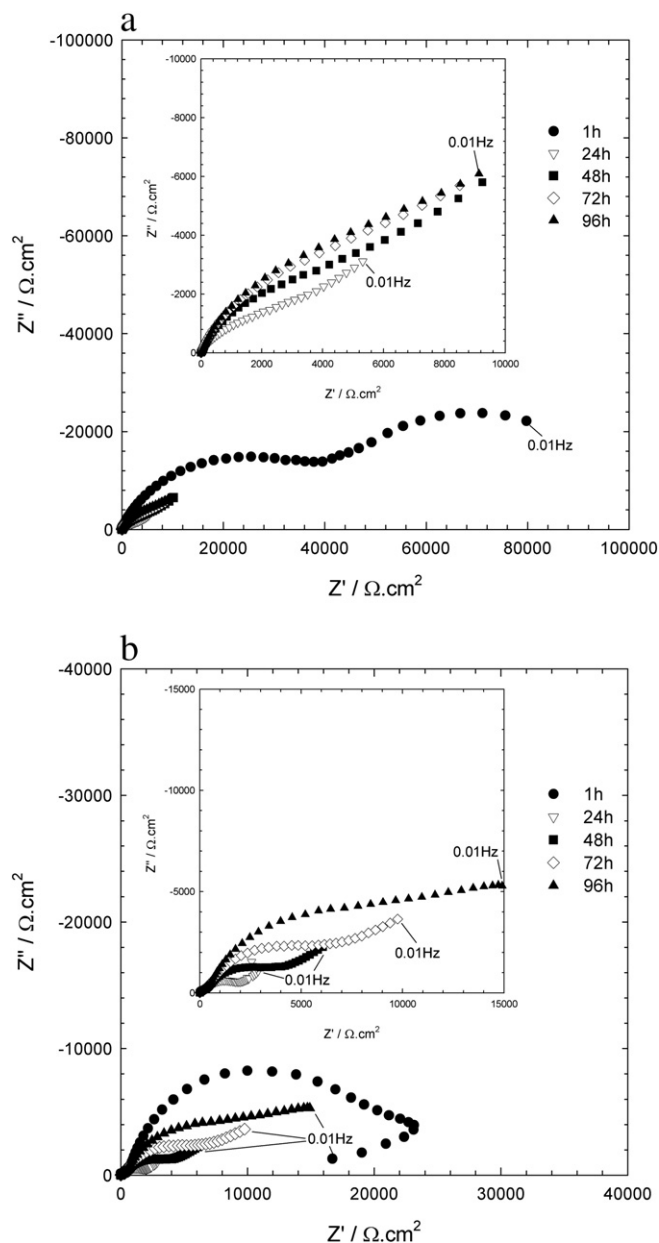 a
-100000
-80000
-60000
-40000
-20000
0
Z'' / Ω.cm²
0
20000
40000
60000
80000
100000
Z' / Ω.cm²
-10000
-8000
-6000
-4000
-2000
0
Z'' / Ω.cm²
0
2000
4000
6000
8000
10000
Z' / Ω.cm²
0.01Hz
0.01Hz
0.01Hz
1h
24h
48h
72h
96h
b
-40000
-30000
-20000
-10000
0
Z'' / Ω.cm²
0
10000
20000
30000
40000
Z' / Ω.cm²
-15000
-10000
-5000
0
Z'' / Ω.cm²
0
5000
10000
15000
Z' / Ω.cm²
0.01Hz
0.01Hz
0.01Hz
0.01Hz
1h
24h
48h
72h
96h